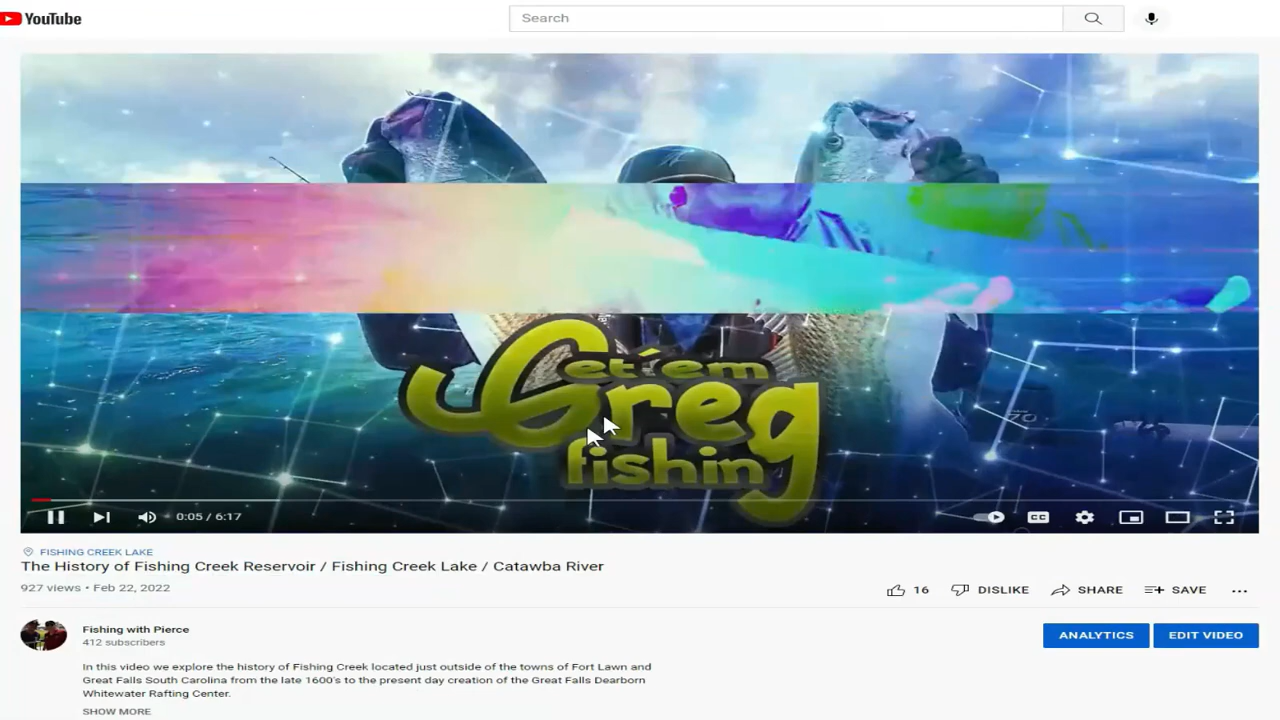 YouTube
Search
Get'em
Greg
fishin
0:05 / 6:17
CC
FISHING CREEK LAKE
The History of Fishing Creek Reservoir / Fishing Creek Lake / Catawba River
927 views • Feb 22, 2022
16 DISLIKE SHARE SAVE ...
Fishing with Pierce
412 subscribers
ANALYTICS EDIT VIDEO
In this video we explore the history of Fishing Creek located just outside of the towns of Fort Lawn and
Great Falls South Carolina from the late 1600's to the present day creation of the Great Falls Dearborn
Whitewater Rafting Center.
SHOW MORE